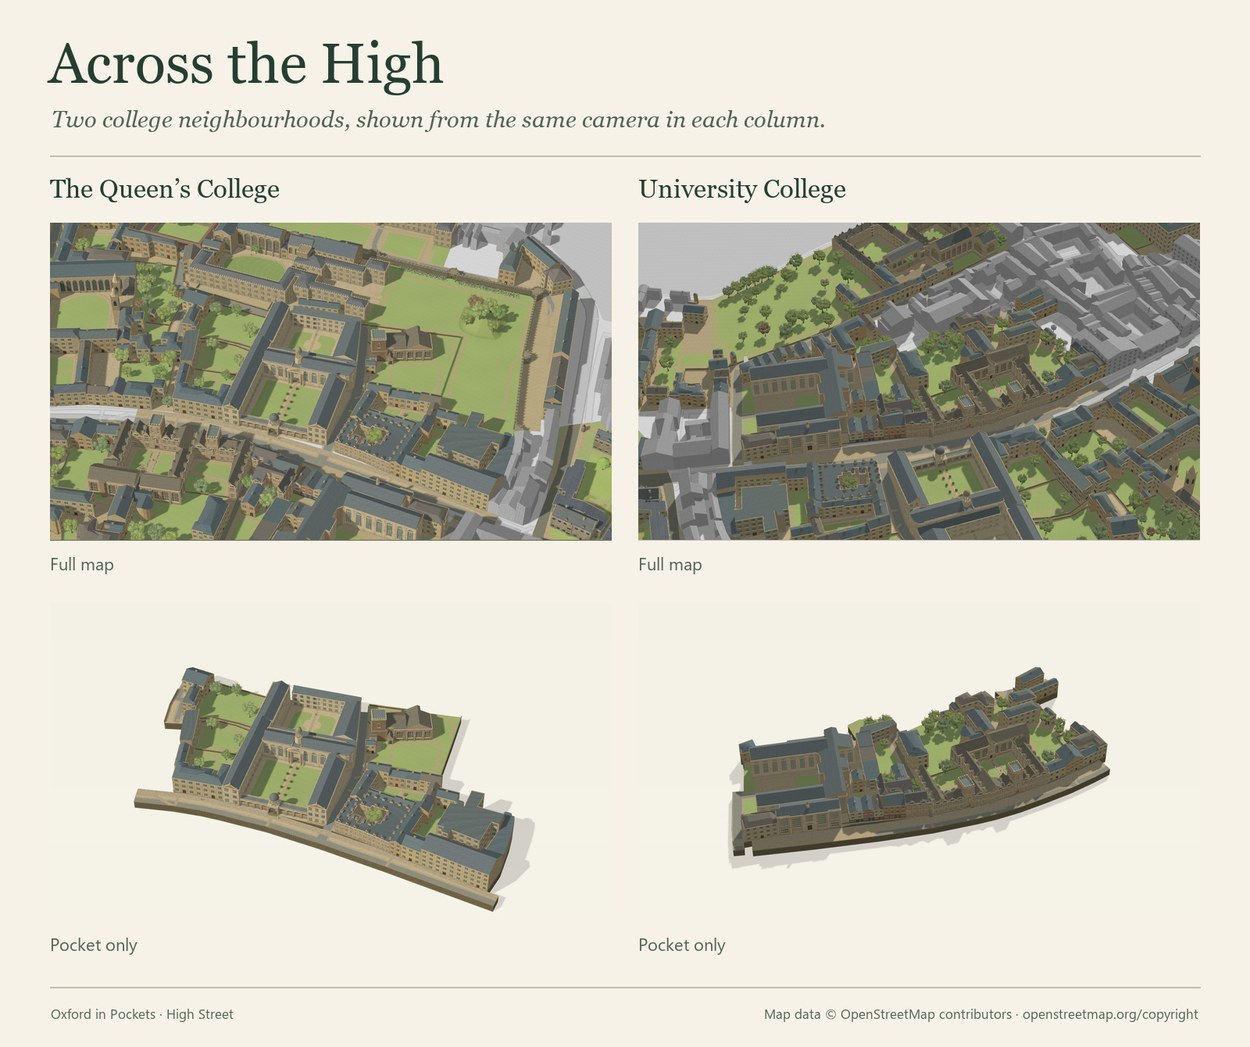 Across the High
Two college neighbourhoods, shown from the same camera in each column.
The Queen’s College
University College
Full map
Full map
Pocket only
Pocket only
Oxford in Pockets · High Street
Map data © OpenStreetMap contributors · openstreetmap.org/copyright